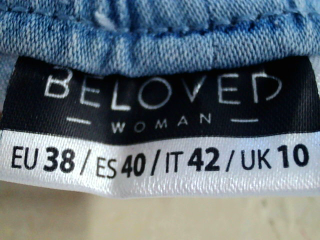 BELOVED
— WOMAN —
EU 38 / ES 40 / IT 42 / UK 10